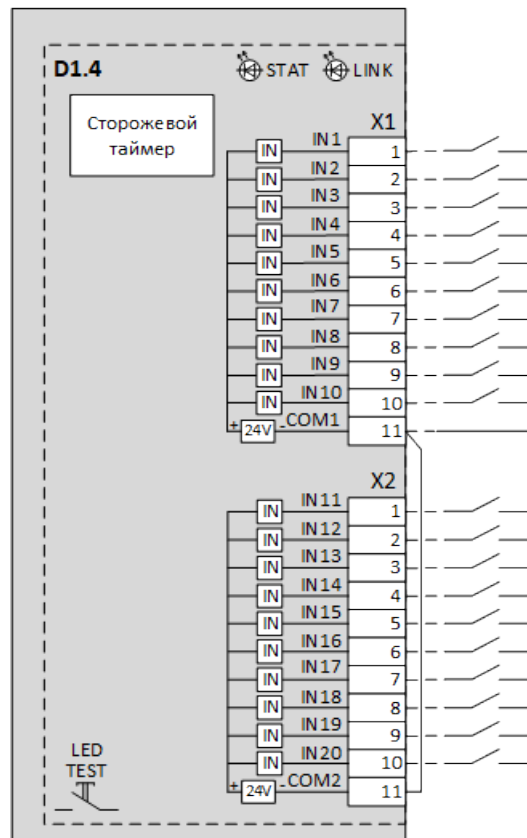 D1.4 STAT LINK
Сторожевой
таймер
X1
IN IN1 1
IN IN2 2
IN IN3 3
IN IN4 4
IN IN5 5
IN IN6 6
IN IN7 7
IN IN8 8
IN IN9 9
IN IN10 10
+ 24V - COM1 11
X2
IN IN11 1
IN IN12 2
IN IN13 3
IN IN14 4
IN IN15 5
IN IN16 6
IN IN17 7
IN IN18 8
IN IN19 9
IN IN20 10
LED
TEST
+ 24V - COM2 11